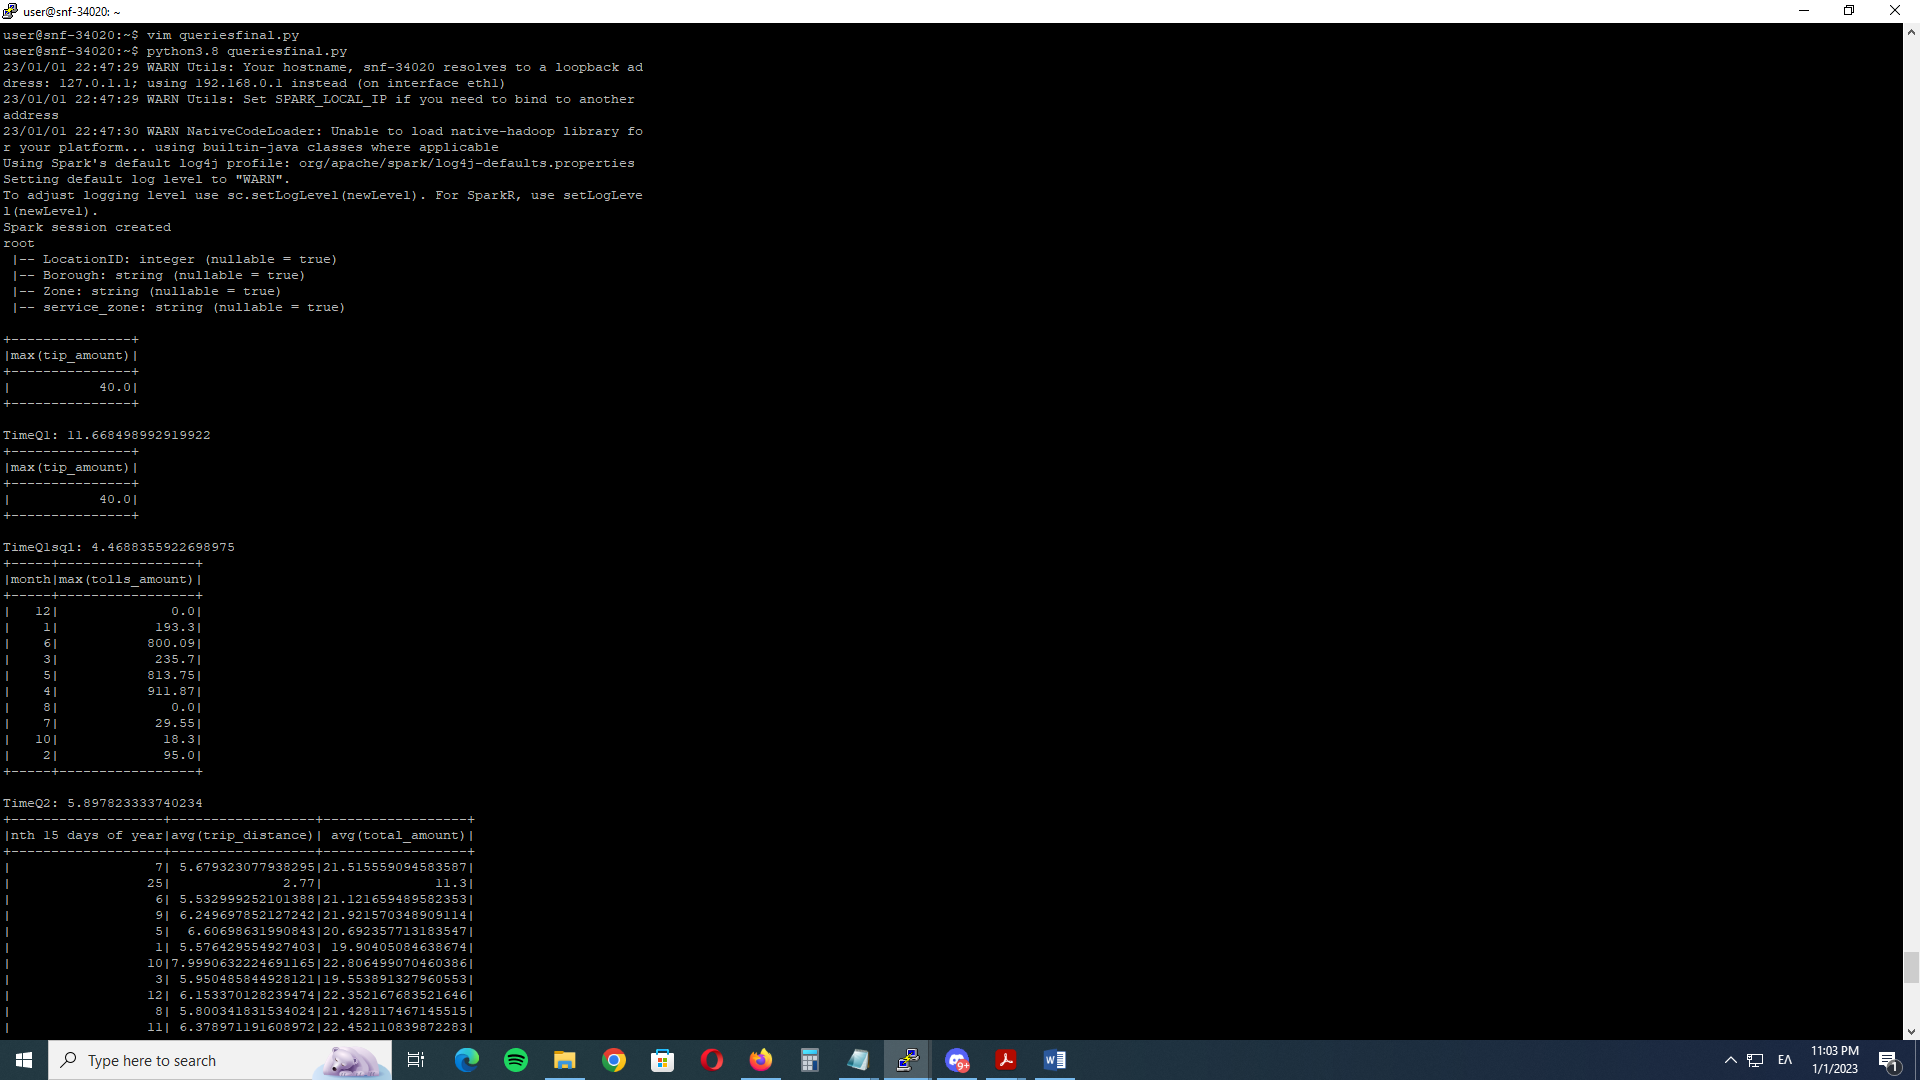 user@snf-34020: ~
user@snf-34020:~$ vim queriesfinal.py
user@snf-34020:~$ python3.8 queriesfinal.py
23/01/01 22:47:29 WARN Utils: Your hostname, snf-34020 resolves to a loopback ad
dress: 127.0.1.1; using 192.168.0.1 instead (on interface eth1)
23/01/01 22:47:29 WARN Utils: Set SPARK_LOCAL_IP if you need to bind to another
address
23/01/01 22:47:30 WARN NativeCodeLoader: Unable to load native-hadoop library fo
r your platform... using builtin-java classes where applicable
Using Spark's default log4j profile: org/apache/spark/log4j-defaults.properties
Setting default log level to "WARN".
To adjust logging level use sc.setLogLevel(newLevel). For SparkR, use setLogLeve
l(newLevel).
Spark session created
root
 |-- LocationID: integer (nullable = true)
 |-- Borough: string (nullable = true)
 |-- Zone: string (nullable = true)
 |-- service_zone: string (nullable = true)
+---------------+
|max(tip_amount)|
+---------------+
|           40.0|
+---------------+
TimeQ1: 11.668498992919922
+---------------+
|max(tip_amount)|
+---------------+
|           40.0|
+---------------+
TimeQ1sql: 4.4688355922698975
+-----+-----------------+
|month|max(tolls_amount)|
+-----+-----------------+
|   12|              0.0|
|    1|            193.3|
|    6|           800.09|
|    3|            235.7|
|    5|           813.75|
|    4|           911.87|
|    8|              0.0|
|    7|            29.55|
|   10|             18.3|
|    2|             95.0|
+-----+-----------------+
TimeQ2: 5.897823333740234
+-------------------+------------------+------------------+
|nth 15 days of year|avg(trip_distance)| avg(total_amount)|
+-------------------+------------------+------------------+
|                  7| 5.679323077938295|21.515559094583587|
|                 25|              2.77|              11.3|
|                  6| 5.532999252101388|21.121659489582353|
|                  9| 6.249697852127242|21.921570348909114|
|                  5|  6.60698631990843|20.692357713183547|
|                  1| 5.576429554927403| 19.90405084638674|
|                 10|7.9990632224691165|22.806499070460386|
|                  3| 5.950485844928121|19.553891327960553|
|                 12| 6.153370128239474|22.352167683521646|
|                  8| 5.800341831534024|21.428117467145515|
|                 11| 6.378971191608972|22.452110839872283|
Type here to search
9+
ΕΛ
11:03 PM
1/1/2023
1